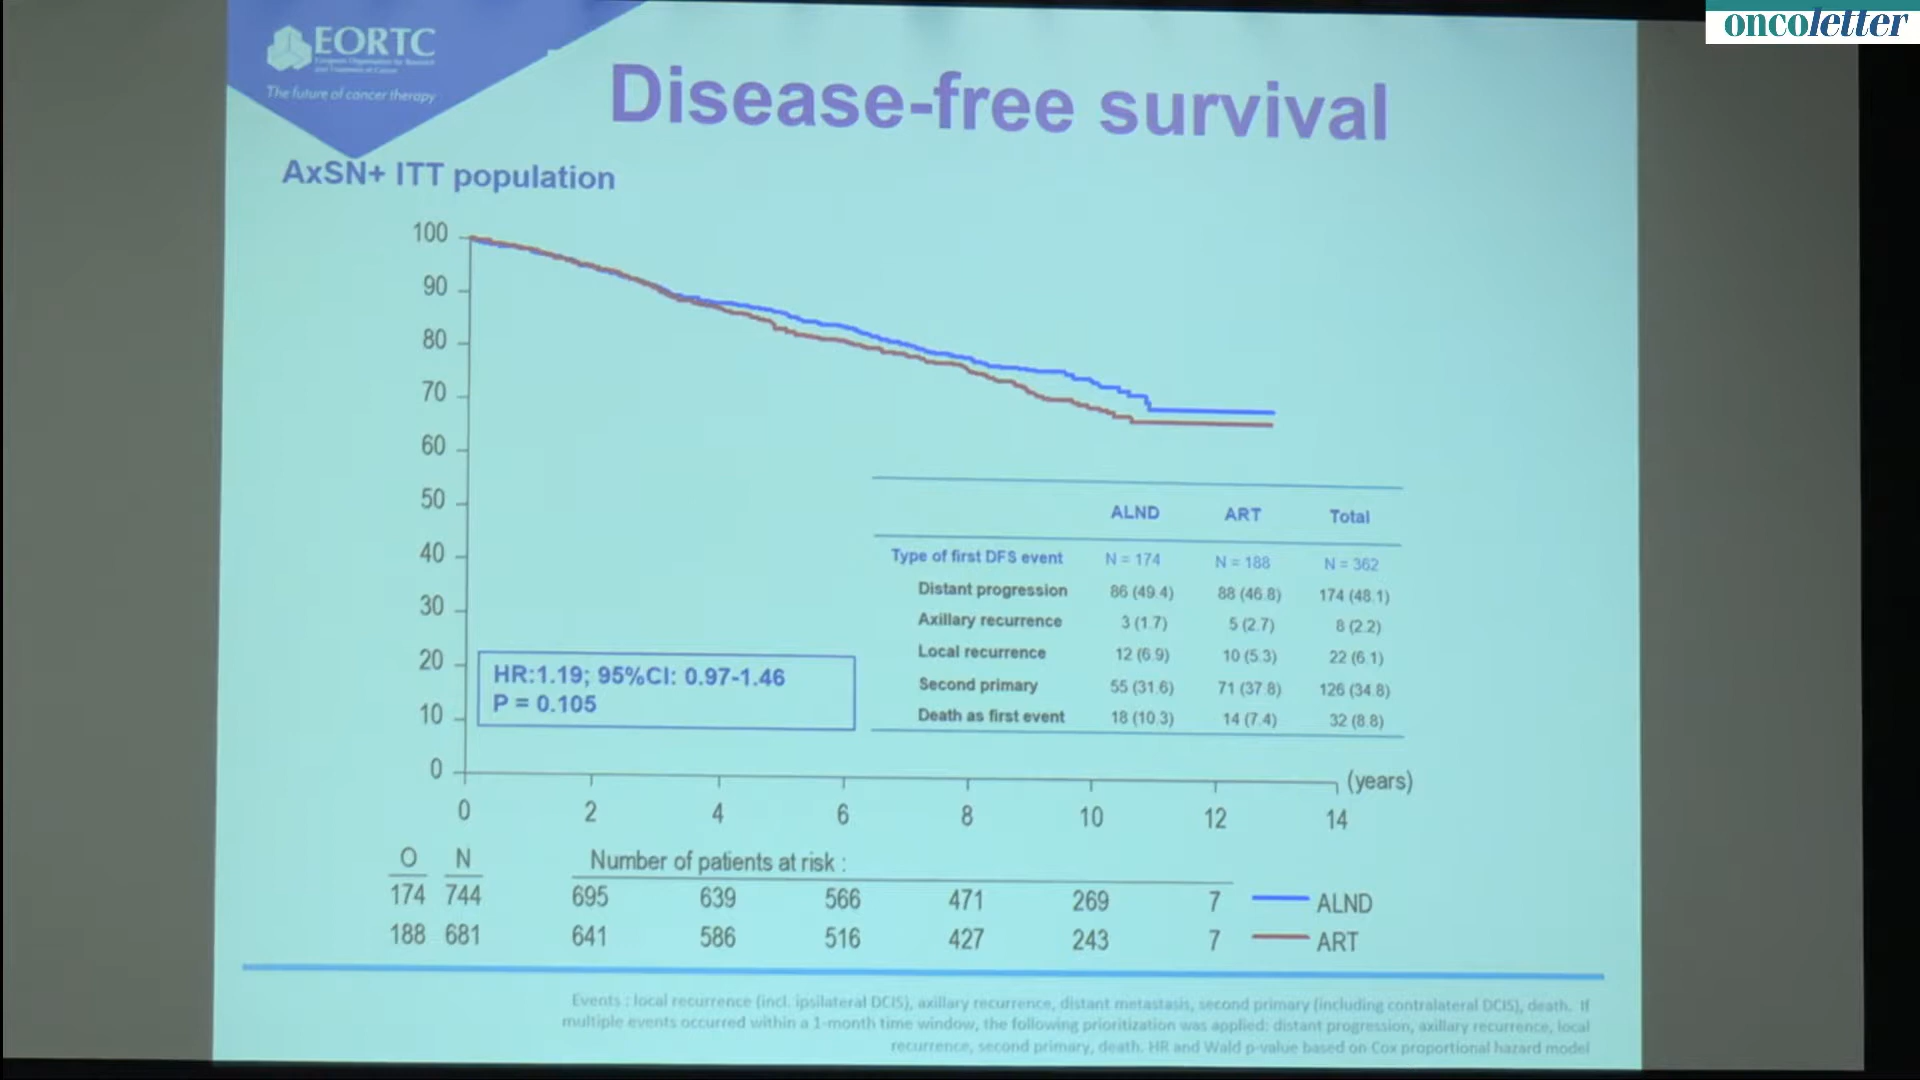 oncoletter
EORTC
European Organisation for Research
and Treatment of Cancer
The future of cancer therapy
Disease-free survival
AxSN+ ITT population
100
90
80
70
60
50
40
30
20
10
0
HR:1.19; 95%CI: 0.97-1.46
P = 0.105
ALND ART Total
Type of first DFS event N = 174 N = 188 N = 362
Distant progression 86 (49.4) 88 (46.8) 174 (48.1)
Axillary recurrence 3 (1.7) 5 (2.7) 8 (2.2)
Local recurrence 12 (6.9) 10 (5.3) 22 (6.1)
Second primary 55 (31.6) 71 (37.8) 126 (34.8)
Death as first event 18 (10.3) 14 (7.4) 32 (8.8)
0 2 4 6 8 10 12 14 (years)
O N Number of patients at risk :
174 744 695 639 566 471 269 7 ALND
188 681 641 586 516 427 243 7 ART
Events : local recurrence (incl. ipsilateral DCIS), axillary recurrence, distant metastasis, second primary (including contralateral DCIS), death. If
multiple events occurred within a 1-month time window, the following prioritization was applied: distant progression, axillary recurrence, local
recurrence, second primary, death. HR and Wald p-value based on Cox proportional hazard model